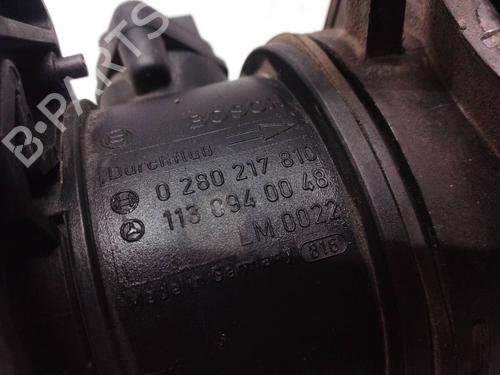 BOSCH
Durchfluß
0 280 217 810
113 094 00 48
LM 0022
Made in Germany 816
B-PARTS